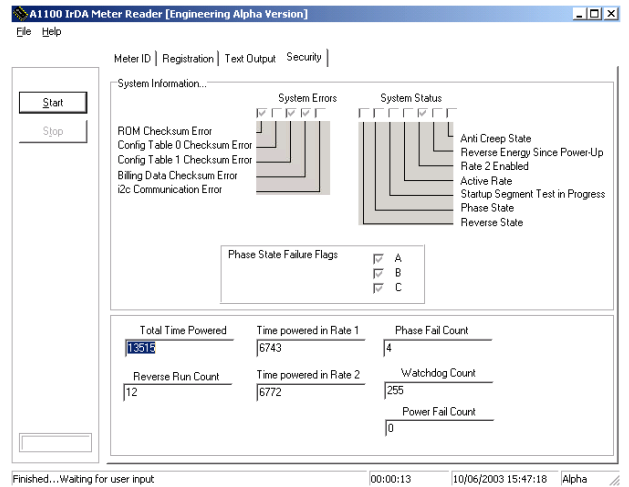 A1100 IrDA Meter Reader [Engineering Alpha Version]
File Help
Meter ID Registration Text Output Security
Start
Stop
System Information...
System Errors
System Status
ROM Checksum Error
Config Table 0 Checksum Error
Config Table 1 Checksum Error
Billing Data Checksum Error
i2c Communication Error
Anti Creep State
Reverse Energy Since Power-Up
Rate 2 Enabled
Active Rate
Startup Segment Test in Progress
Phase State
Reverse State
Phase State Failure Flags
A
B
C
Total Time Powered
13515
Time powered in Rate 1
6743
Phase Fail Count
4
Reverse Run Count
12
Time powered in Rate 2
6772
Watchdog Count
255
Power Fail Count
0
Finished...Waiting for user input
00:00:13
10/06/2003 15:47:18
Alpha